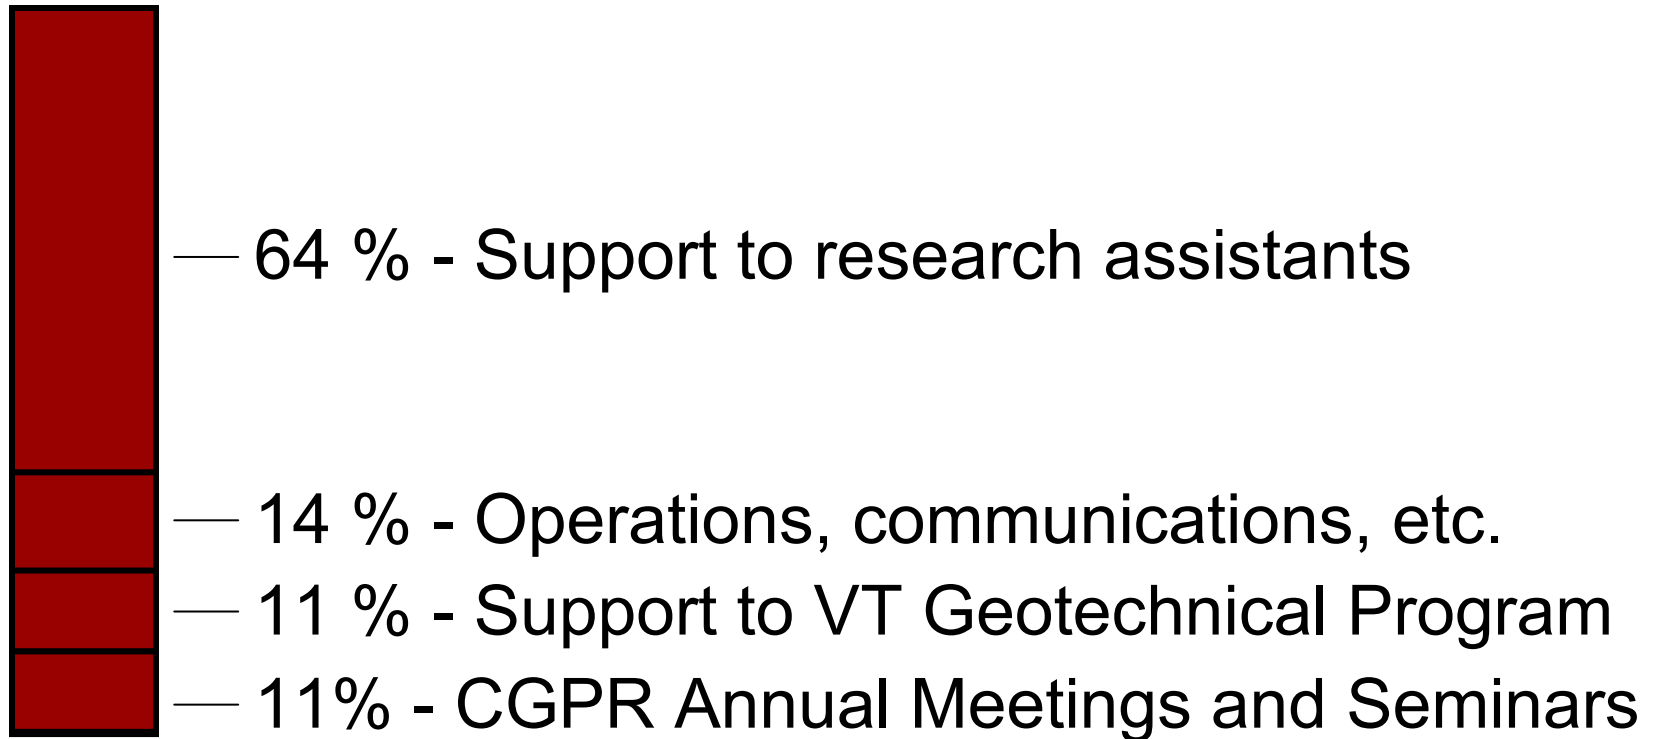 64 % - Support to research assistants
14 % - Operations, communications, etc.
11 % - Support to VT Geotechnical Program
11% - CGPR Annual Meetings and Seminars